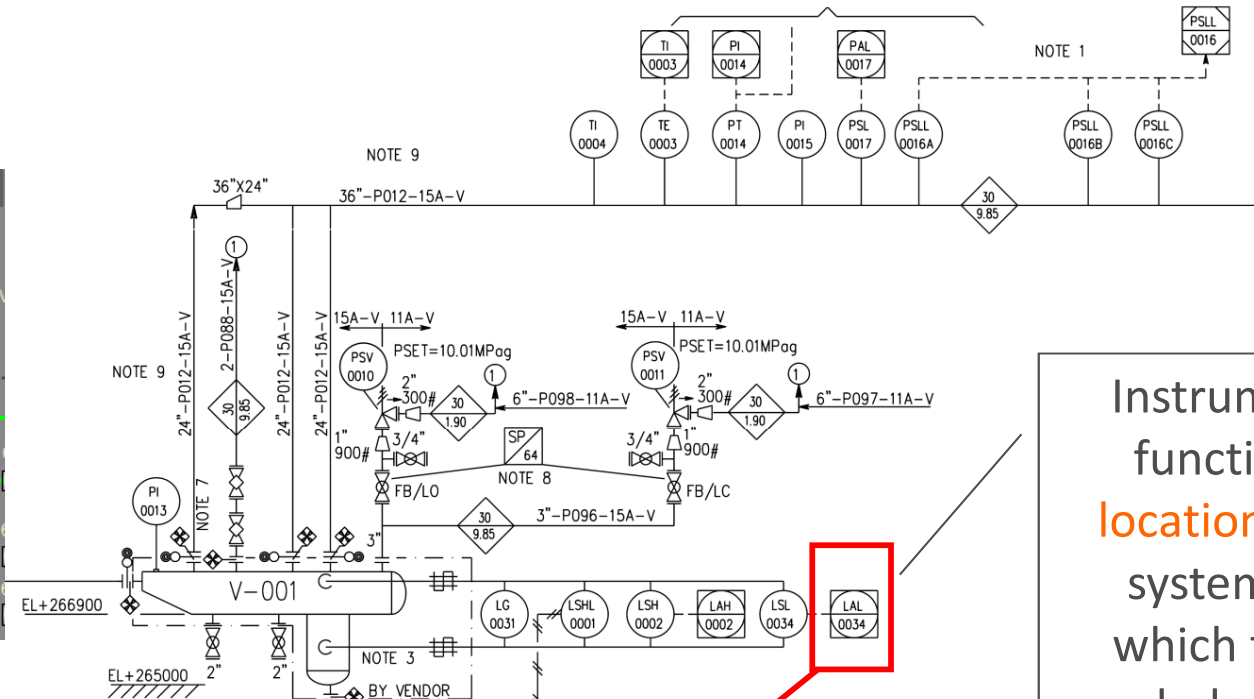 PSLL
0016
TI
0003
PI
0014
PAL
0017
NOTE 1
TI
0004
TE
0003
PT
0014
PI
0015
PSL
0017
PSLL
0016A
PSLL
0016B
PSLL
0016C
NOTE 9
36"X24"
36"-P012-15A-V
30
9.85
1
24"-P012-15A-V
2-P088-15A-V
24"-P012-15A-V
24"-P012-15A-V
30
9.85
NOTE 9
15A-V 11A-V
PSV
0010
PSET=10.01MPag
2"
300#
30
1.90
1
6"-P098-11A-V
1"
900#
3/4"
FB/LO
SP
64
NOTE 8
15A-V 11A-V
PSV
0011
PSET=10.01MPag
2"
300#
30
1.90
1
6"-P097-11A-V
1"
900#
3/4"
FB/LC
30
9.85
3"-P096-15A-V
3"
PI
0013
NOTE 7
V-001
EL+266900
2"
2"
NOTE 3
EL+265000
BY VENDOR
LG
0031
LSHL
0001
LSH
0002
LAH
0002
LSL
0034
LAL
0034
Instrun
functi
location
system
which